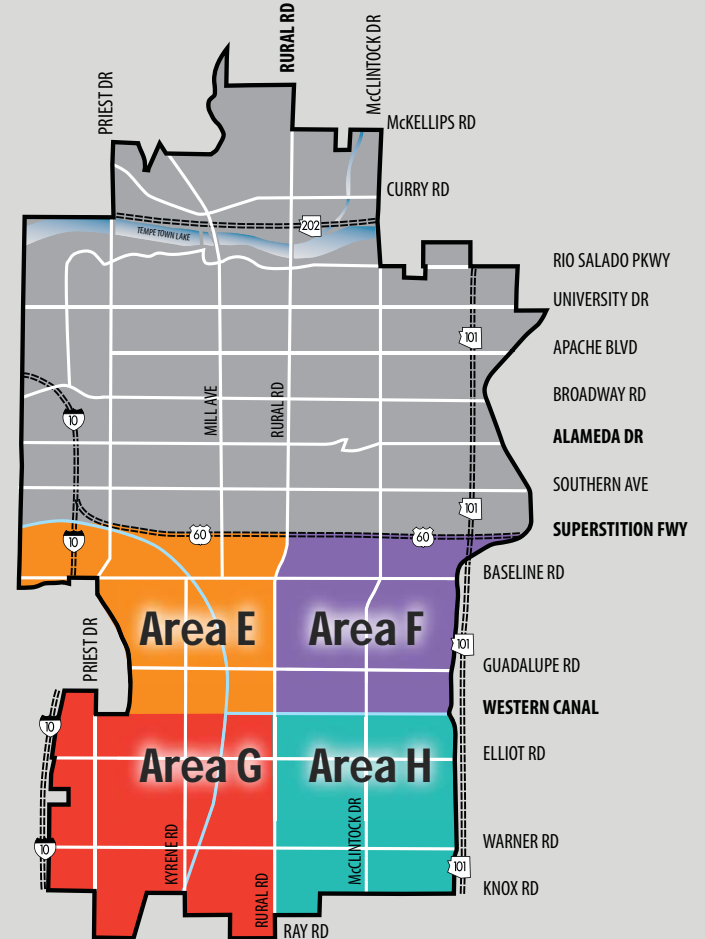 RURAL RD
McCLINTOCK DR
PRIEST DR
McKELLIPS RD
CURRY RD
202
TEMPE TOWN LAKE
RIO SALADO PKWY
UNIVERSITY DR
101
APACHE BLVD
BROADWAY RD
MILL AVE
RURAL RD
10
ALAMEDA DR
SOUTHERN AVE
101
SUPERSTITION FWY
10
60
60
BASELINE RD
Area E
Area F
101
PRIEST DR
GUADALUPE RD
WESTERN CANAL
10
ELLIOT RD
Area G
Area H
WARNER RD
10
KYRENE RD
McCLINTOCK DR
101
KNOX RD
RURAL RD
RAY RD